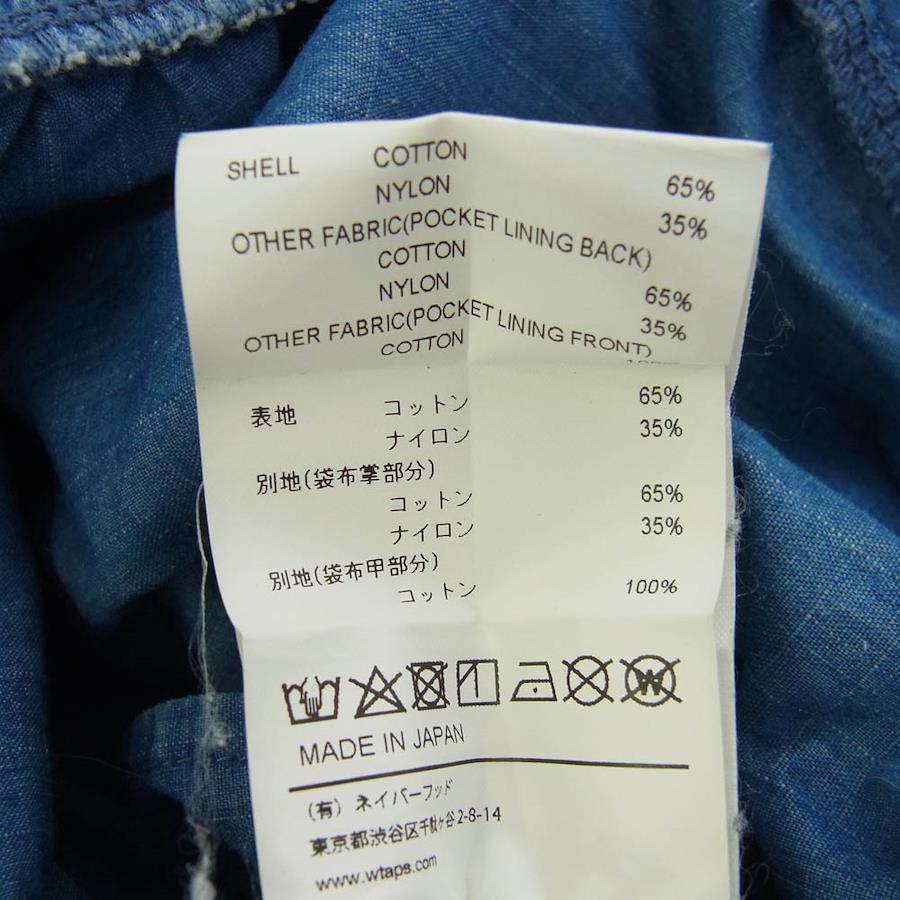 SHELL COTTON 65%
NYLON 35%
OTHER FABRIC(POCKET LINING BACK)
COTTON 65%
NYLON 35%
OTHER FABRIC(POCKET LINING FRONT)
COTTON 100%
表地 コットン 65%
ナイロン 35%
別地(袋布掌部分)
コットン 65%
ナイロン 35%
別地(袋布甲部分)
コットン 100%
W
MADE IN JAPAN
(有) ネイバーフッド
東京都渋谷区千駄ヶ谷2-8-14
www.wtaps.com